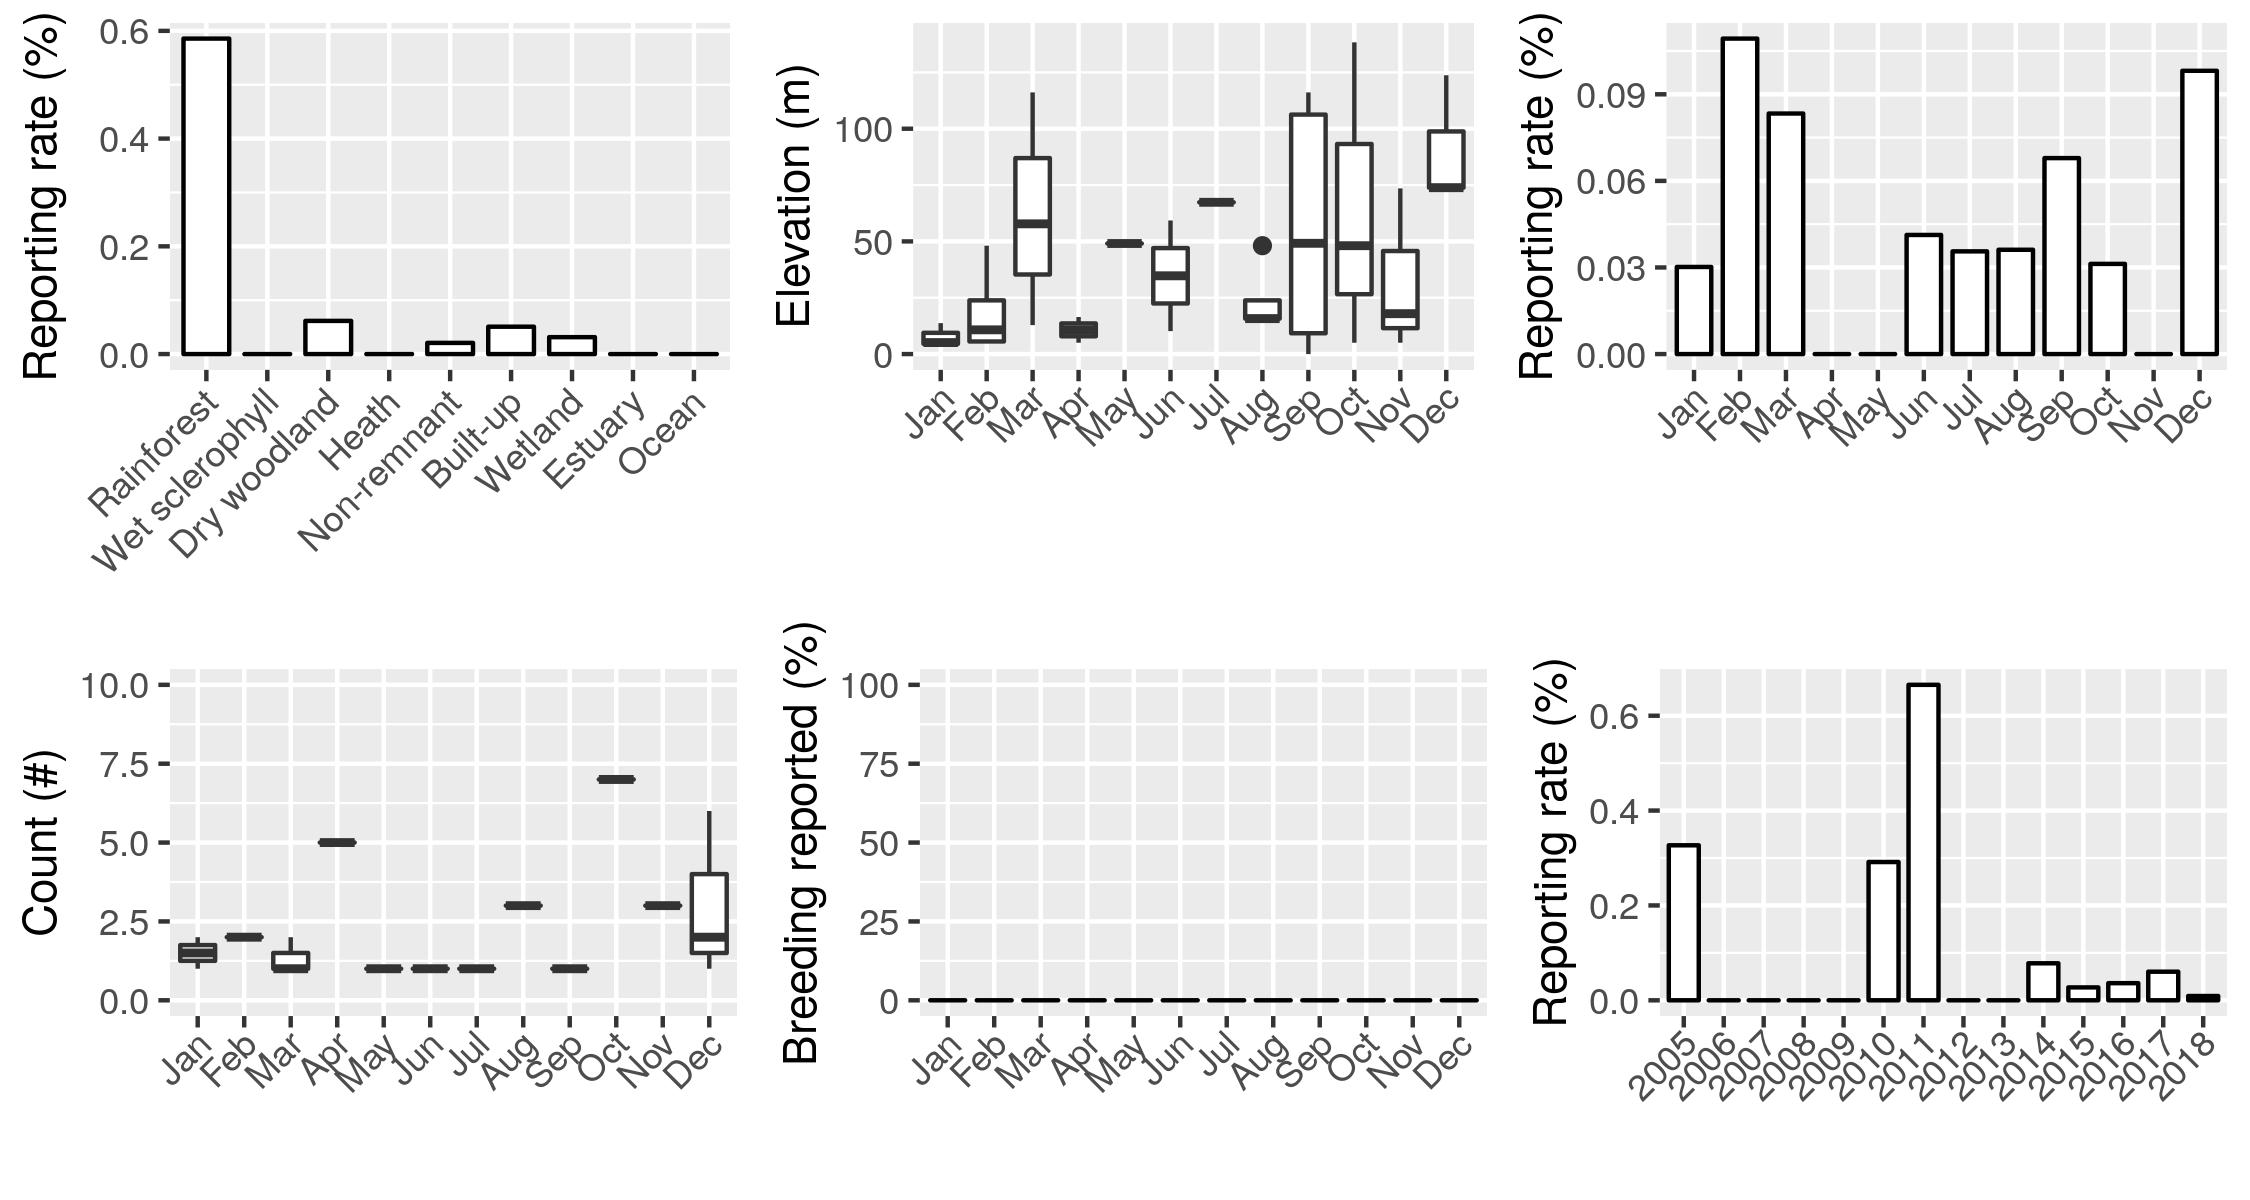 Reporting rate (%)
0.6
0.4
0.2
0.0
Rainforest
Wet sclerophyll
Dry woodland
Heath
Non-remnant
Built-up
Wetland
Estuary
Ocean
Elevation (m)
100
50
0
Jan
Feb
Mar
Apr
May
Jun
Jul
Aug
Sep
Oct
Nov
Dec
Reporting rate (%)
0.09
0.06
0.03
0.00
Jan
Feb
Mar
Apr
May
Jun
Jul
Aug
Sep
Oct
Nov
Dec
Count (#)
10.0
7.5
5.0
2.5
0.0
Jan
Feb
Mar
Apr
May
Jun
Jul
Aug
Sep
Oct
Nov
Dec
Breeding reported (%)
100
75
50
25
0
Jan
Feb
Mar
Apr
May
Jun
Jul
Aug
Sep
Oct
Nov
Dec
Reporting rate (%)
0.6
0.4
0.2
0.0
2005
2006
2007
2008
2009
2010
2011
2012
2013
2014
2015
2016
2017
2018